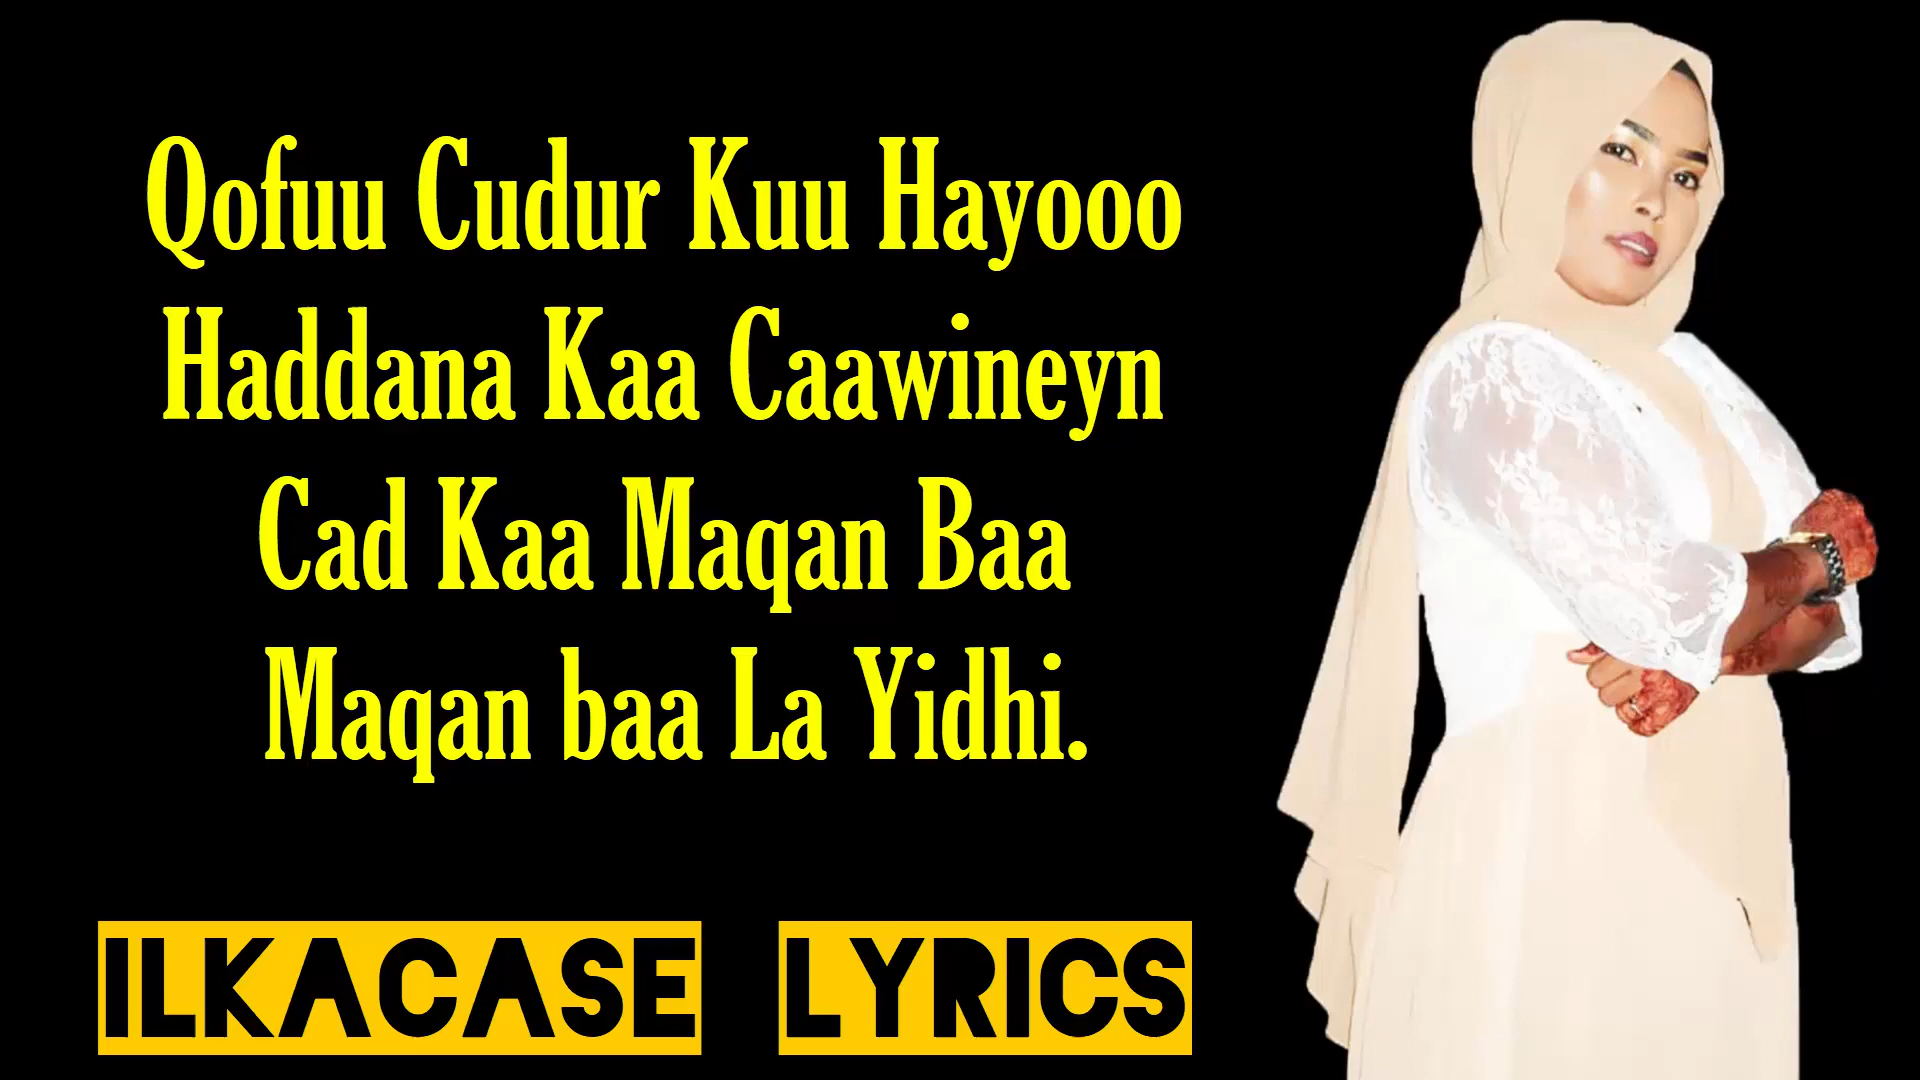 Qofuu Cudur Kuu Hayooo
Haddana Kaa Caawineyn
Cad Kaa Maqan Baa
Maqan baa La Yidhi.
ILKACASE LYRICS